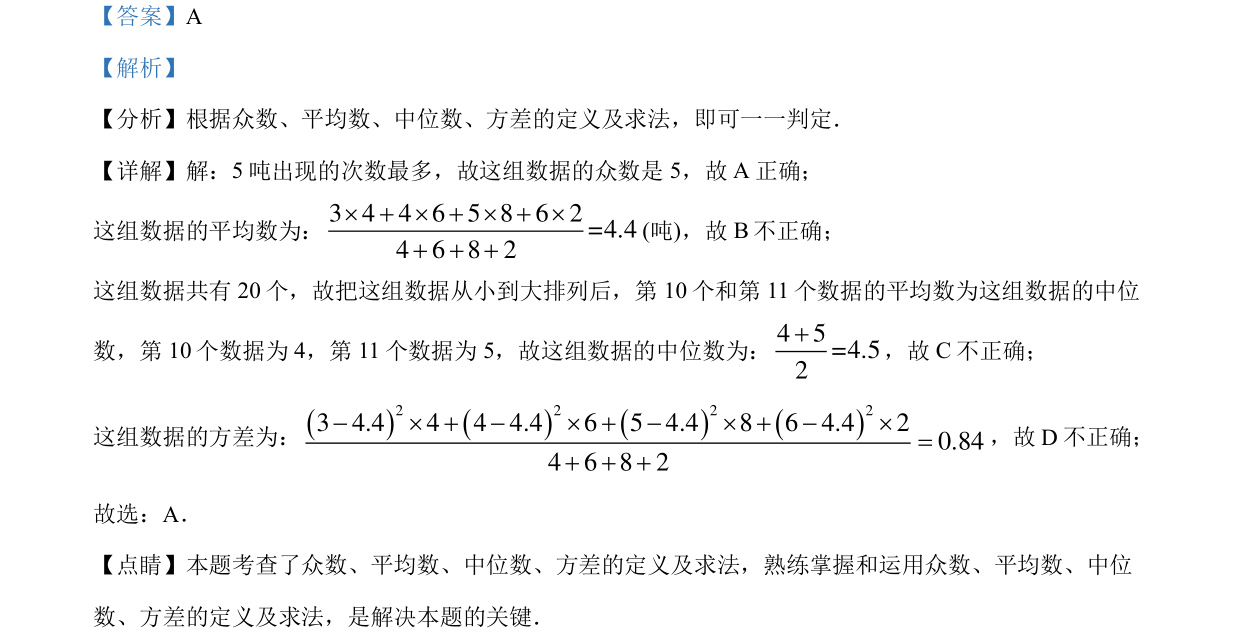 【答案】A
【解析】
【分析】根据众数、平均数、中位数、方差的定义及求法，即可一一判定．
【详解】解：5 吨出现的次数最多，故这组数据的众数是 5，故 A 正确；
这组数据的平均数为：\frac{3×4+4×6+5×8+6×2}{4+6+8+2}=4.4 (吨)，故 B 不正确；
这组数据共有 20 个，故把这组数据从小到大排列后，第 10 个和第 11 个数据的平均数为这组数据的中位
数，第 10 个数据为 4，第 11 个数据为 5，故这组数据的中位数为：\frac{4+5}{2}=4.5，故 C 不正确；
这组数据的方差为：\frac{(3-4.4)^2×4+(4-4.4)^2×6+(5-4.4)^2×8+(6-4.4)^2×2}{4+6+8+2}=0.84，故 D 不正确；
故选：A．
【点睛】本题考查了众数、平均数、中位数、方差的定义及求法，熟练掌握和运用众数、平均数、中位
数、方差的定义及求法，是解决本题的关键．